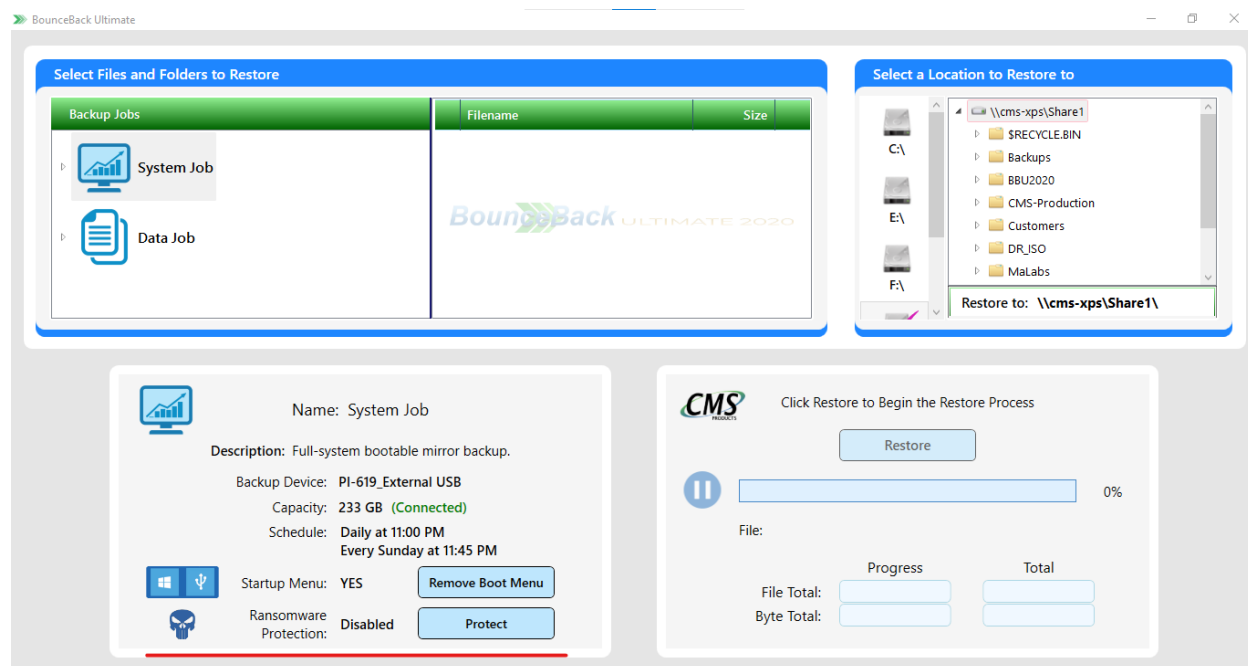 BounceBack Ultimate
Select Files and Folders to Restore
Backup Jobs
Filename Size
System Job
Data Job
BounceBack ULTIMATE 2020
Select a Location to Restore to
C:\
E:\
F:\
\\cms-xps\Share1
$RECYCLE.BIN
Backups
BBU2020
CMS-Production
Customers
DR_ISO
MaLabs
Restore to: \\cms-xps\Share1\
Name: System Job
Description: Full-system bootable mirror backup.
Backup Device: PI-619_External USB
Capacity: 233 GB (Connected)
Schedule: Daily at 11:00 PM
Every Sunday at 11:45 PM
Startup Menu: YES Remove Boot Menu
Ransomware
Protection: Disabled Protect
CMS
PRODUCTS
Click Restore to Begin the Restore Process
Restore
0%
File:
Progress Total
File Total:
Byte Total: